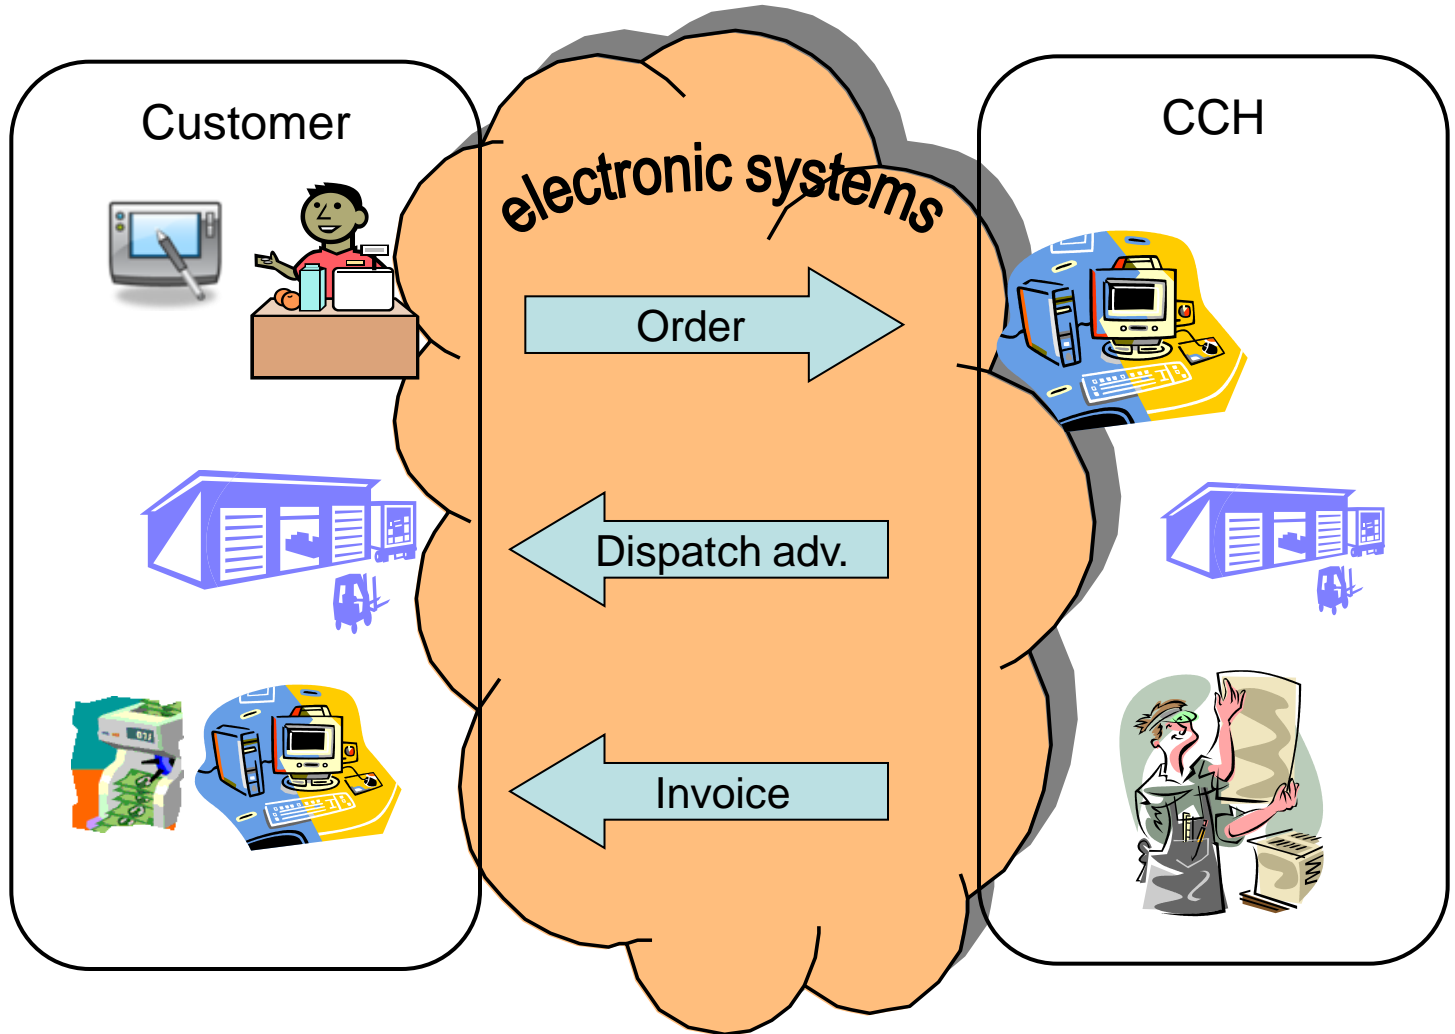 Customer
CCH
electronic systems
Order
Dispatch adv.
Invoice